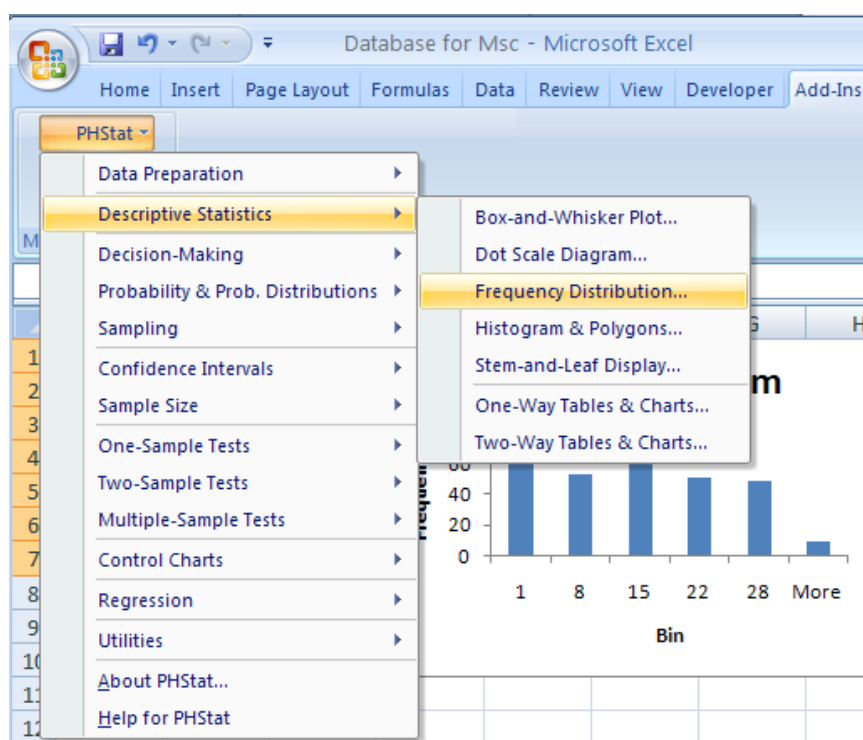 Database for Msc - Microsoft Excel
Home Insert Page Layout Formulas Data Review View Developer Add-Ins
PHStat
Data Preparation
Descriptive Statistics
Decision-Making
Probability & Prob. Distributions
Sampling
Confidence Intervals
Sample Size
One-Sample Tests
Two-Sample Tests
Multiple-Sample Tests
Control Charts
Regression
Utilities
About PHStat...
Help for PHStat
Box-and-Whisker Plot...
Dot Scale Diagram...
Frequency Distribution...
Histogram & Polygons...
Stem-and-Leaf Display...
One-Way Tables & Charts...
Two-Way Tables & Charts...
M
H
1
2
3
4
5
6
7
8
9
10
11
12
m
40
20
0
1 8 15 22 28 More
Bin